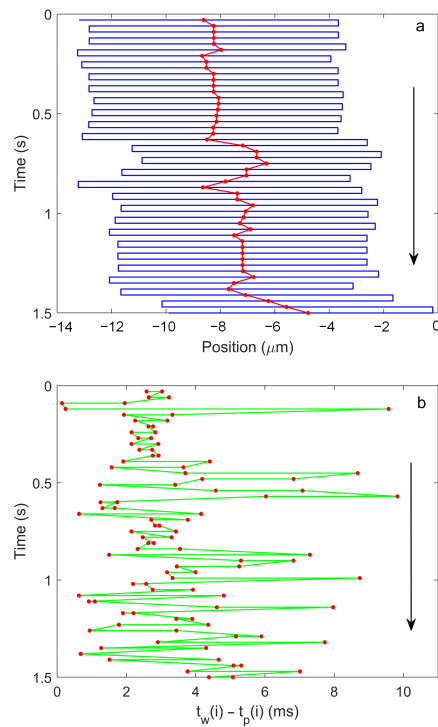 a
0
0.5
1
1.5
Time (s)
-14 -12 -10 -8 -6 -4 -2 0
Position (μm)
b
0
0.5
1
1.5
Time (s)
0 2 4 6 8 10
t_w(i) – t_p(i) (ms)